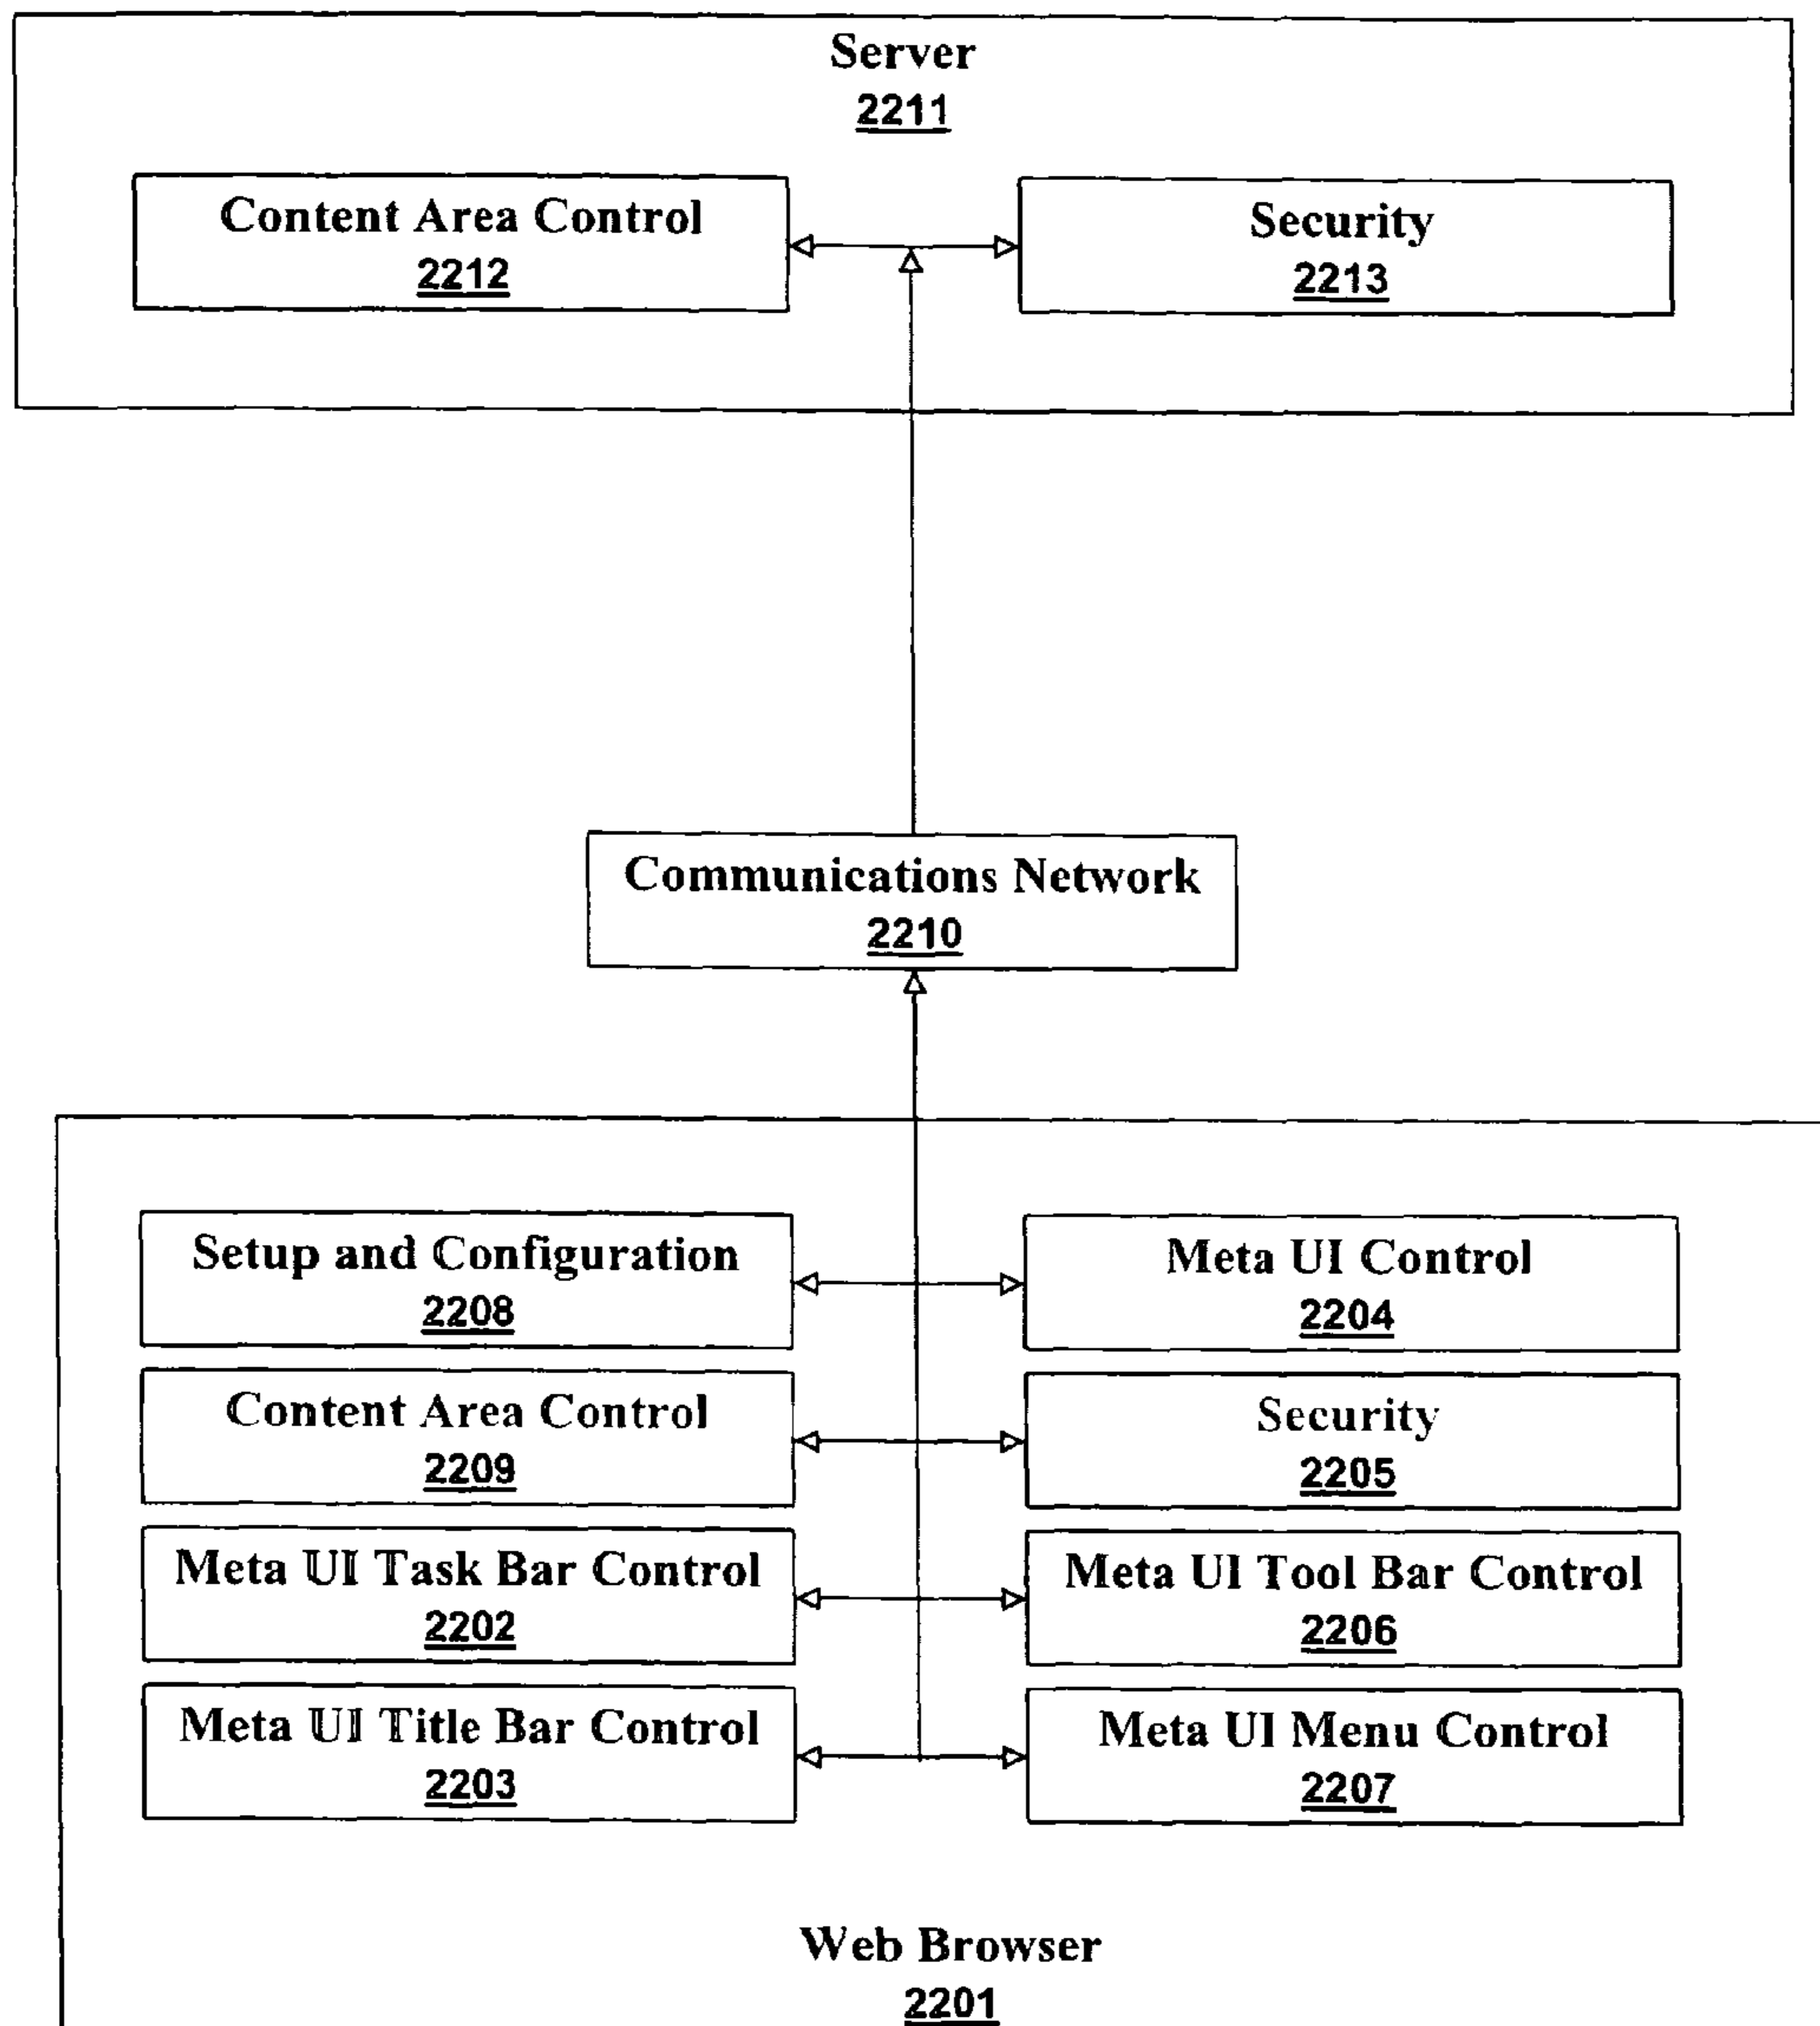 Server
2211
Content Area Control
2212
Security
2213
Communications Network
2210
Setup and Configuration
2208
Meta UI Control
2204
Content Area Control
2209
Security
2205
Meta UI Task Bar Control
2202
Meta UI Tool Bar Control
2206
Meta UI Title Bar Control
2203
Meta UI Menu Control
2207
Web Browser
2201